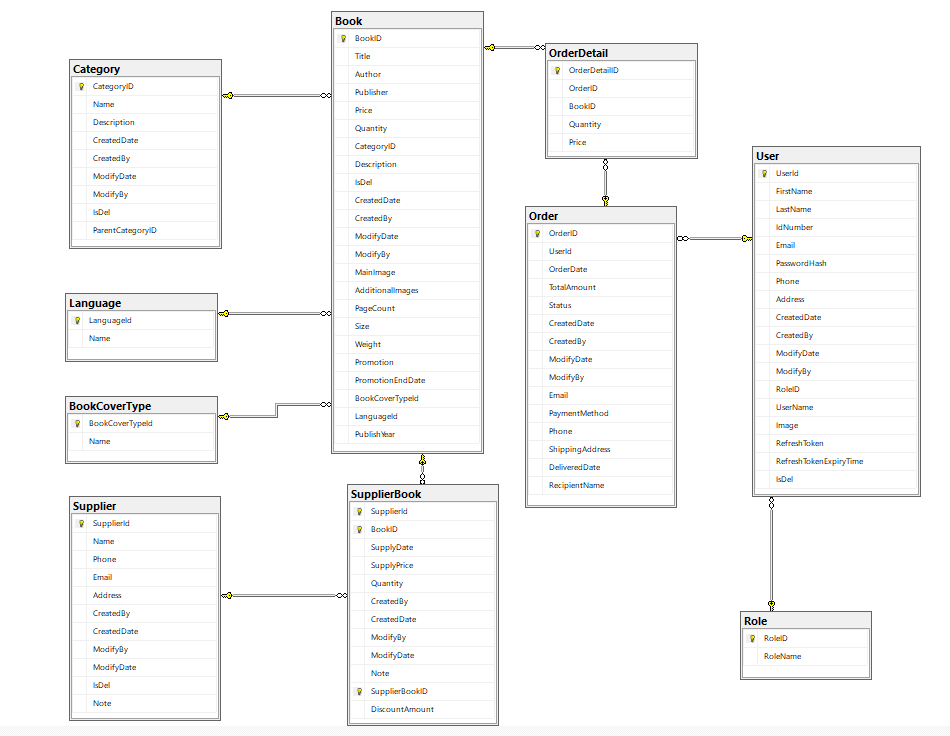 Book
BookID
Title
Author
Publisher
Price
Quantity
CategoryID
Description
IsDel
CreatedDate
CreatedBy
ModifyDate
ModifyBy
MainImage
AdditionalImages
PageCount
Size
Weight
Promotion
PromotionEndDate
BookCoverTypeId
LanguageId
PublishYear
OrderDetail
OrderDetailID
OrderID
BookID
Quantity
Price
Category
CategoryID
Name
Description
CreatedDate
CreatedBy
ModifyDate
ModifyBy
IsDel
ParentCategoryID
User
UserId
FirstName
LastName
IdNumber
Email
PasswordHash
Phone
Address
CreatedDate
CreatedBy
ModifyDate
ModifyBy
RoleID
UserName
Image
RefreshToken
RefreshTokenExpiryTime
IsDel
Order
OrderID
UserId
OrderDate
TotalAmount
Status
CreatedDate
CreatedBy
ModifyDate
ModifyBy
Email
PaymentMethod
Phone
ShippingAddress
DeliveredDate
RecipientName
Language
LanguageId
Name
BookCoverType
BookCoverTypeId
Name
Supplier
SupplierId
Name
Phone
Email
Address
CreatedBy
CreatedDate
ModifyBy
ModifyDate
IsDel
Note
SupplierBook
SupplierId
BookID
SupplyDate
SupplyPrice
Quantity
CreatedBy
CreatedDate
ModifyBy
ModifyDate
Note
SupplierBookID
DiscountAmount
Role
RoleID
RoleName